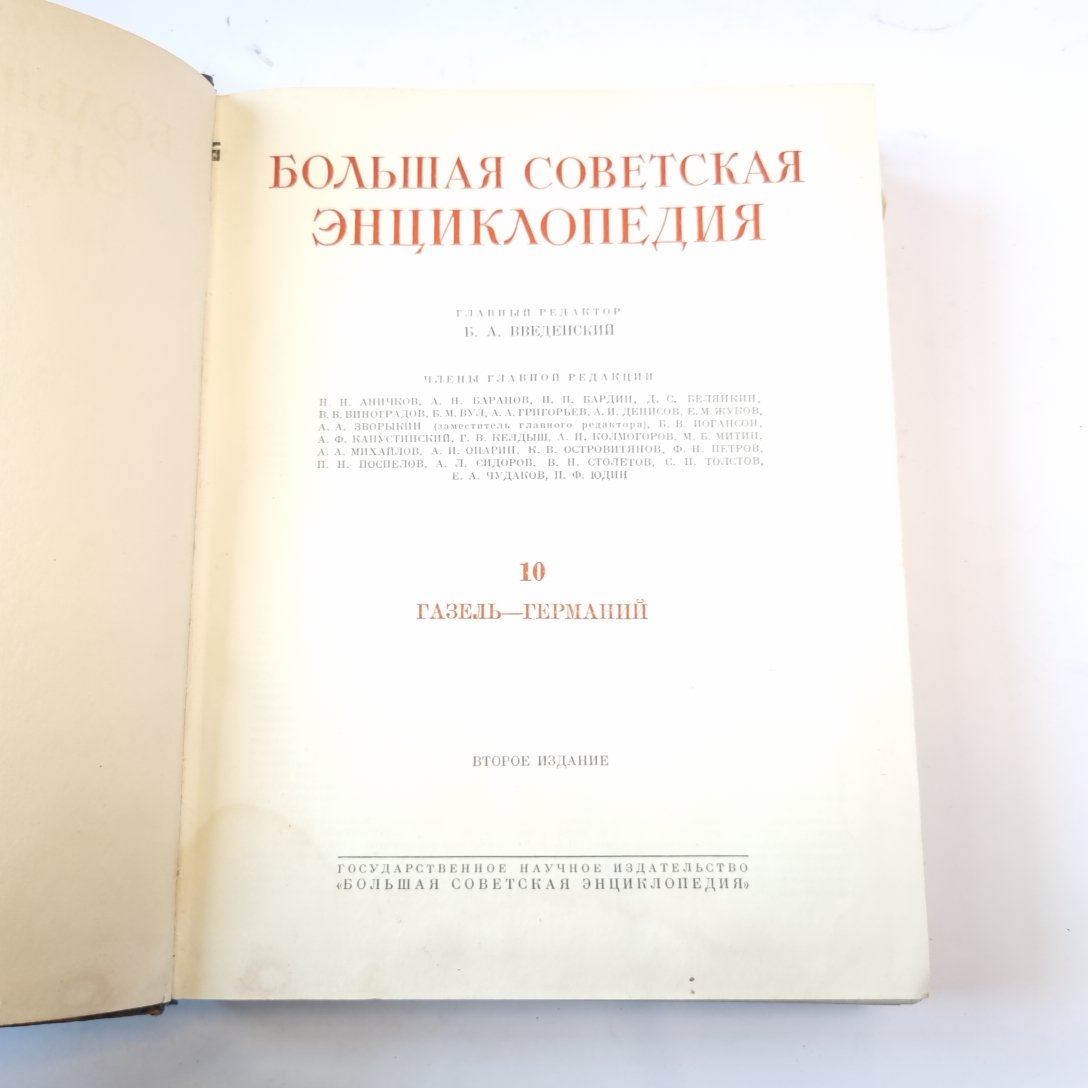 БОЛЬШАЯ СОВЕТСКАЯ
ЭНЦИКЛОПЕДИЯ
ГЛАВНЫЙ РЕДАКТОР
Б. А. ВВЕДЕНСКИЙ
ЧЛЕНЫ ГЛАВНОЙ РЕДАКЦИИ
Н. Н. АНИЧКОВ, А. Н. БАРАНОВ, И. П. БАРДИН, Д. С. БЕЛЯНКИН,
В. В. ВИНОГРАДОВ, Б. М. ВУЛ, А. А. ГРИГОРЬЕВ, А. И. ДЕНИСОВ, Е. М. ЖУКОВ,
А. А. ЗВОРЫКИН (заместитель главного редактора), Б. В. ИОГАНСОН,
А. Ф. КАПУСТИНСКИЙ, Г. В. КЕЛДЫШ, А. Н. КОЛМОГОРОВ, М. Б. МИТИН,
А. А. МИХАЙЛОВ, А. И. ОПАРИН, К. В. ОСТРОВИТЯНОВ, Ф. Н. ПЕТРОВ,
П. Н. ПОСПЕЛОВ, А. Л. СИДОРОВ, В. Н. СТОЛЕТОВ, С. П. ТОЛСТОВ,
Е. А. ЧУДАКОВ, П. Ф. ЮДИН
10
ГАЗЕЛЬ—ГЕРМАНИЙ
ВТОРОЕ ИЗДАНИЕ
ГОСУДАРСТВЕННОЕ НАУЧНОЕ ИЗДАТЕЛЬСТВО
«БОЛЬШАЯ СОВЕТСКАЯ ЭНЦИКЛОПЕДИЯ»